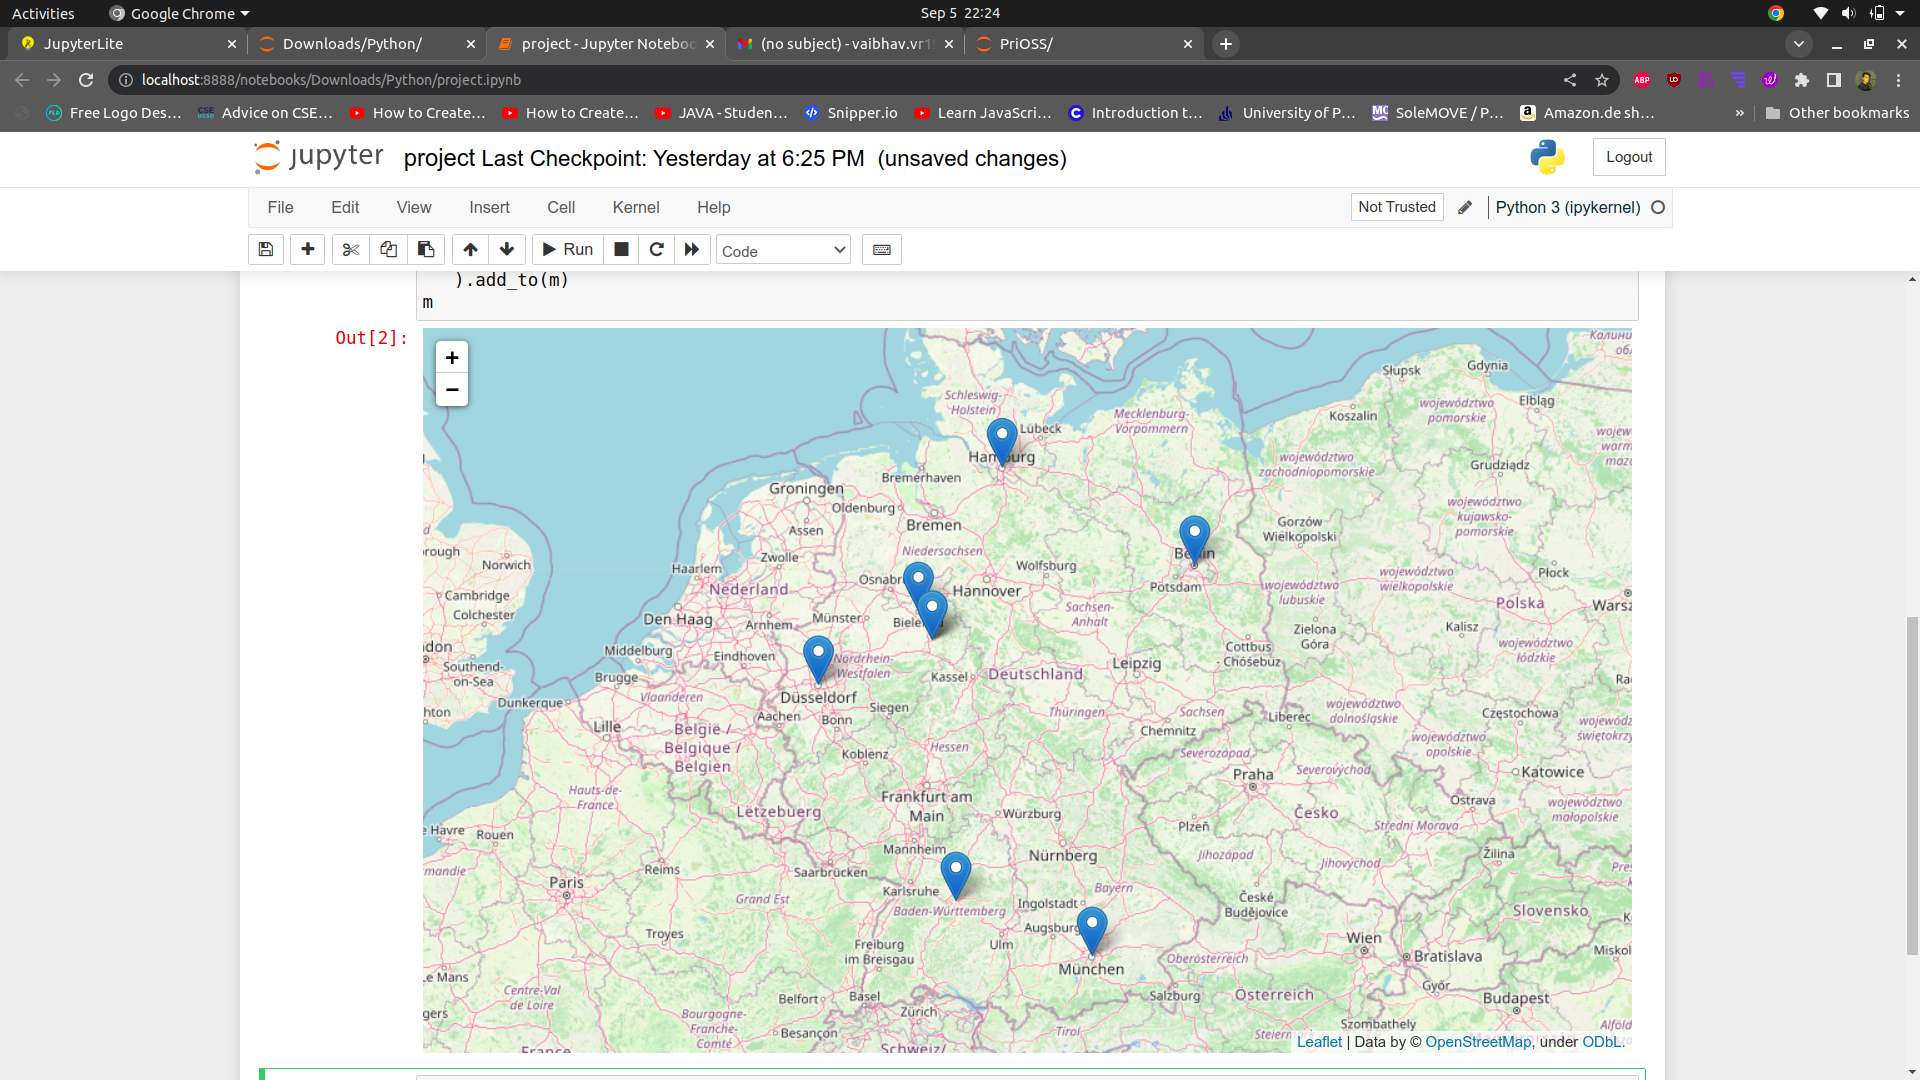 Activities Google Chrome Sep 5 22:24
JupyterLite Downloads/Python/ project - Jupyter Noteboo (no subject) - vaibhav.vr1 PriOSS/
localhost:8888/notebooks/Downloads/Python/project.ipynb
Free Logo Des... Advice on CSE... How to Create... How to Create... JAVA - Studen... Snipper.io Learn JavaScri... Introduction t... University of P... SoleMOVE / P... Amazon.de sh... » Other bookmarks
jupyter project Last Checkpoint: Yesterday at 6:25 PM (unsaved changes) Logout
File Edit View Insert Cell Kernel Help Not Trusted Python 3 (ipykernel)
Run Code
).add_to(m)
m
Out[2]:
+
−
Schleswig-
Holstein
Lübeck
Hamburg
Mecklenburg-
Vorpommern
Słupsk
Gdynia
Koszalin
Elbląg
województwo
pomorskie
województwo
zachodniopomorskie
Grudziądz
Groningen
Bremerhaven
Oldenburg
Bremen
Assen
Zwolle
Niedersachsen
Wolfsburg
Berlin
Potsdam
Gorzów
Wielkopolski
województwo
kujawsko-
pomorskie
Norwich
Cambridge
Colchester
Haarlem
Nederland
Den Haag
Arnhem
Osnabr
Hannover
Münster
Bielefeld
Sachsen-
Anhalt
województwo
lubuskie
województwo
wielkopolskie
Płock
Polska
Warsz
Kalisz
Zielona
Góra
Cottbus
- Chóśebuz
województwo
łódzkie
Southend-
on-Sea
Middelburg
Eindhoven
Brugge
Vlaanderen
Dunkerque
Lille
Nordrhein-
Westfalen
Düsseldorf
Kassel
Deutschland
Leipzig
Aachen
Bonn
Siegen
Thüringen
Sachsen
Chemnitz
Liberec
województwo
dolnośląskie
Częstochowa
województwo
opolskie
België /
Belgique /
Belgien
Koblenz
Hessen
Severozápad
Praha
Severovýchod
Katowice
Hauts-de-
France
Lëtzebuerg
Frankfurt am
Main
Würzburg
Plzeň
Česko
Střední Morava
Ostrava
województwo
małopolskie
Rouen
Mannheim
Nürnberg
Jihozápad
Jihovýchod
Žilina
Paris
Reims
Saarbrücken
Karlsruhe
Baden-Württemberg
Bayern
Ingolstadt
České
Budějovice
Slovensko
Grand Est
Troyes
Freiburg
im Breisgau
Ulm
Augsburg
München
Oberösterreich
Wien
Bratislava
Centre-Val
de Loire
Belfort
Basel
Zürich
Salzburg
Österreich
Győr
Budapest
Bourgogne-
Franche-
Comté
Besançon
Tirol
Szombathely
France
Schweiz/
Leaflet | Data by © OpenStreetMap, under ODbL.